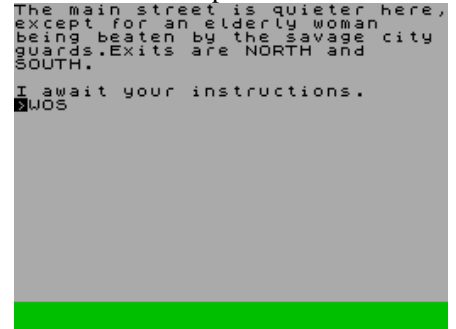 The main street is quieter here,
except for an elderly woman
being beaten by the savage city
guards.Exits are NORTH and
SOUTH.
I await your instructions.
>WOS